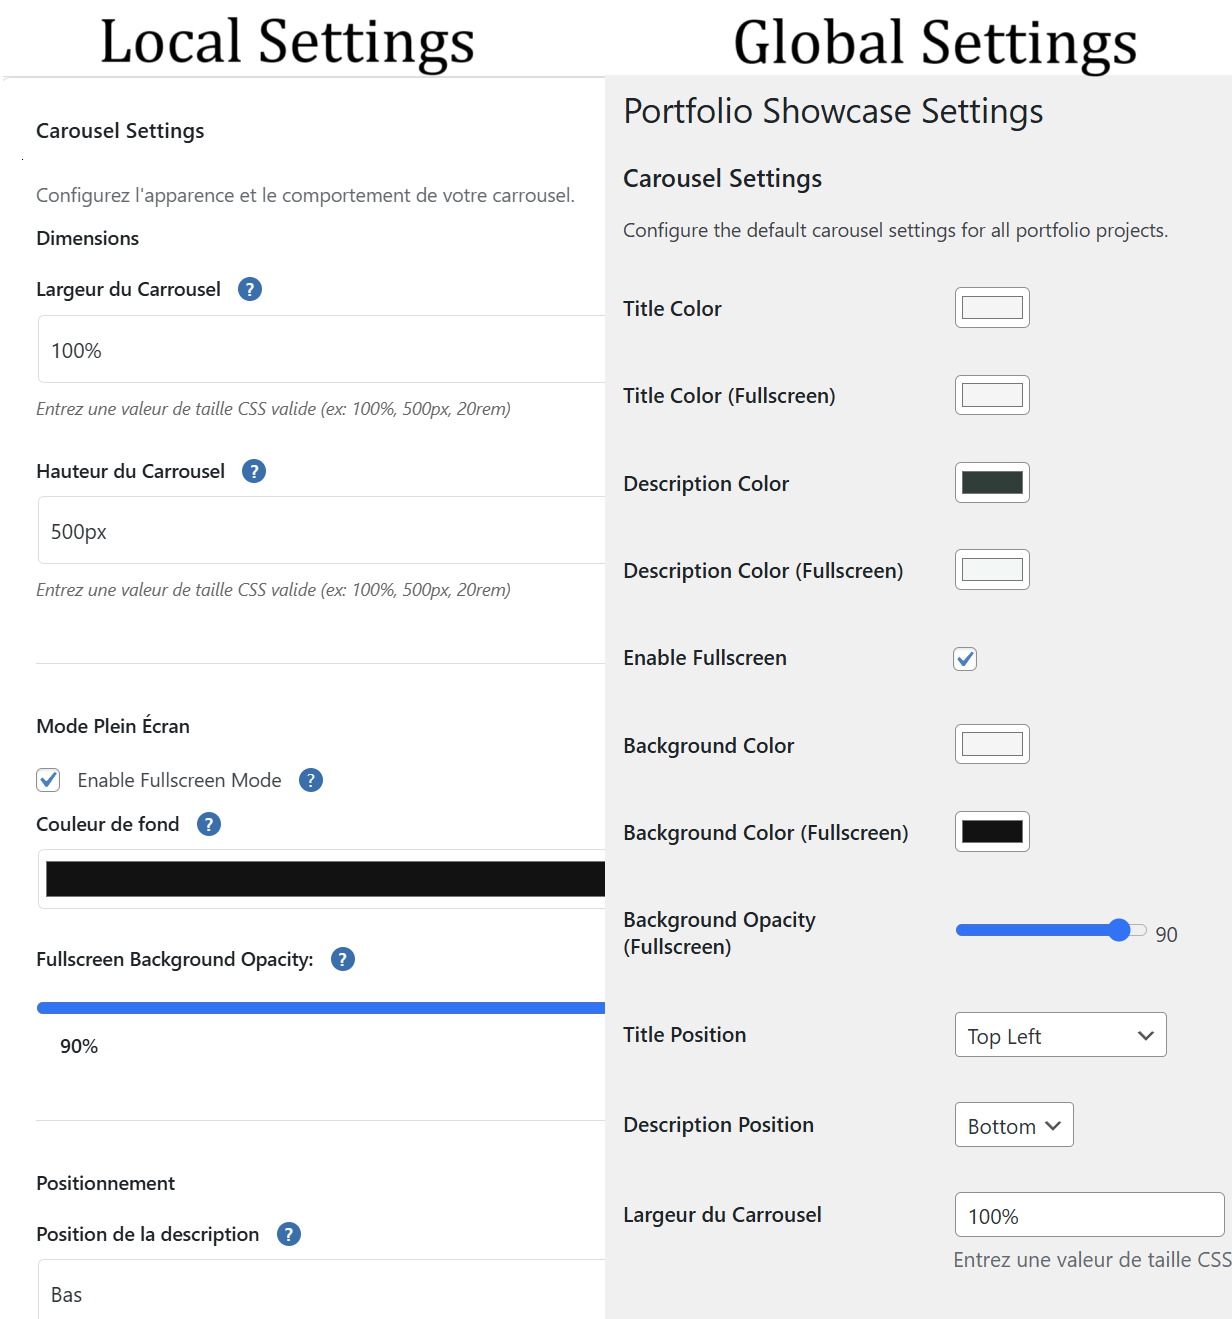 Local Settings
Carousel Settings
Configurez l'apparence et le comportement de votre carrousel.
Dimensions
Largeur du Carrousel ?
100%
Entrez une valeur de taille CSS valide (ex: 100%, 500px, 20rem)
Hauteur du Carrousel ?
500px
Entrez une valeur de taille CSS valide (ex: 100%, 500px, 20rem)
Mode Plein Écran
Enable Fullscreen Mode ?
Couleur de fond ?
Fullscreen Background Opacity: ?
90%
Positionnement
Position de la description ?
Bas
Global Settings
Portfolio Showcase Settings
Carousel Settings
Configure the default carousel settings for all portfolio projects.
Title Color
Title Color (Fullscreen)
Description Color
Description Color (Fullscreen)
Enable Fullscreen
Background Color
Background Color (Fullscreen)
Background Opacity
(Fullscreen)
90
Title Position
Top Left
Description Position
Bottom
Largeur du Carrousel
100%
Entrez une valeur de taille CSS